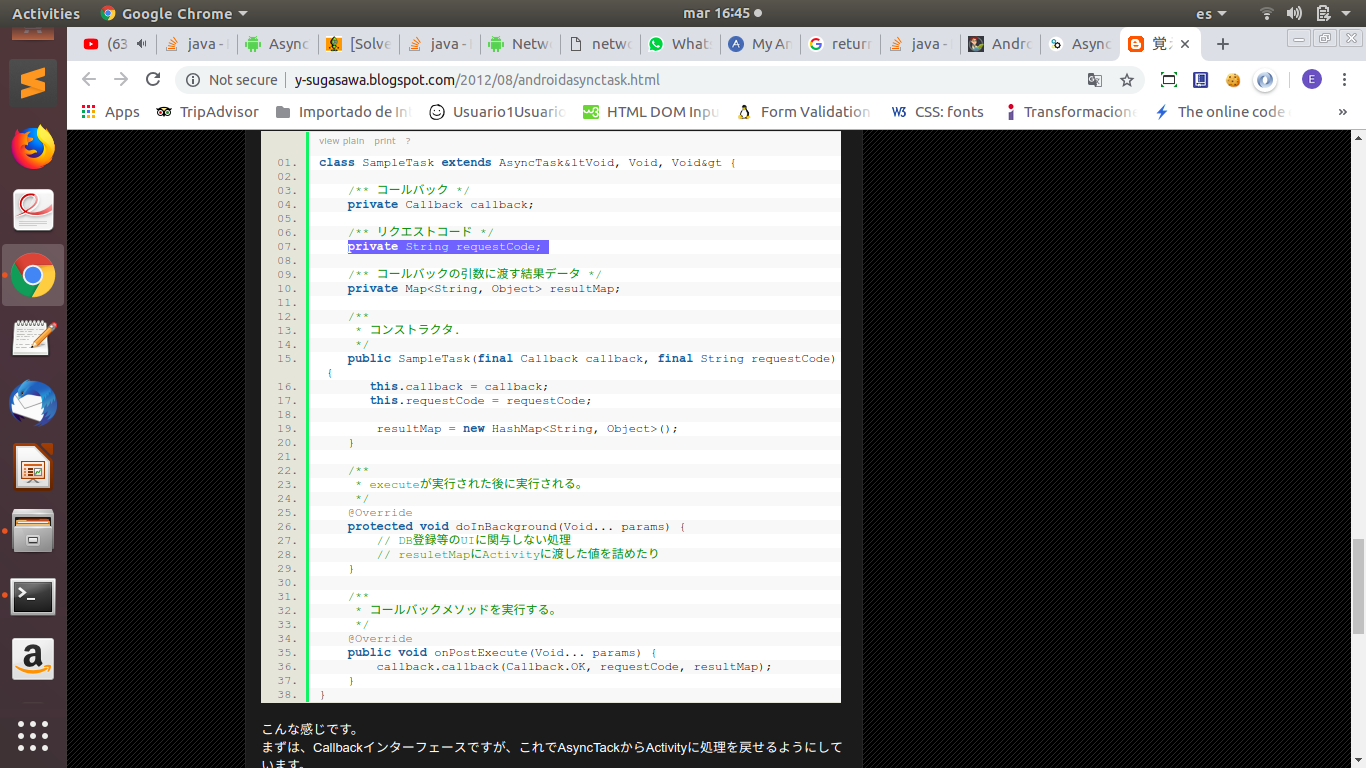 Activities Google Chrome mar 16:45 es
(63 java - Async [Solve java - Netw netwo What: My An return java - Andro Async 覚え
Not secure y-sugasawa.blogspot.com/2012/08/androidasynctask.html E
Apps TripAdvisor Importado de In Usuario1Usuario HTML DOM Inpu Form Validation CSS: fonts Transformacione The online code »
view plain print ?
01. class SampleTask extends AsyncTask&ltVoid, Void, Void&gt {
02.
03. /** コールバック */
04. private Callback callback;
05.
06. /** リクエストコード */
07. private String requestCode;
08.
09. /** コールバックの引数に渡す結果データ */
10. private Map<String, Object> resultMap;
11.
12. /**
13. * コンストラクタ.
14. */
15. public SampleTask(final Callback callback, final String requestCode)
{
16. this.callback = callback;
17. this.requestCode = requestCode;
18.
19. resultMap = new HashMap<String, Object>();
20. }
21.
22. /**
23. * executeが実行された後に実行される。
24. */
25. @Override
26. protected void doInBackground(Void... params) {
27. // DB登録等のUIに関与しない処理
28. // resuletMapにActivityに渡した値を詰めたり
29. }
30.
31. /**
32. * コールバックメソッドを実行する。
33. */
34. @Override
35. public void onPostExecute(Void... params) {
36. callback.callback(Callback.OK, requestCode, resultMap);
37. }
38. }
こんな感じです。
まずは、Callbackインターフェースですが、これでAsyncTackからActivityに処理を戻せるようにして
います。